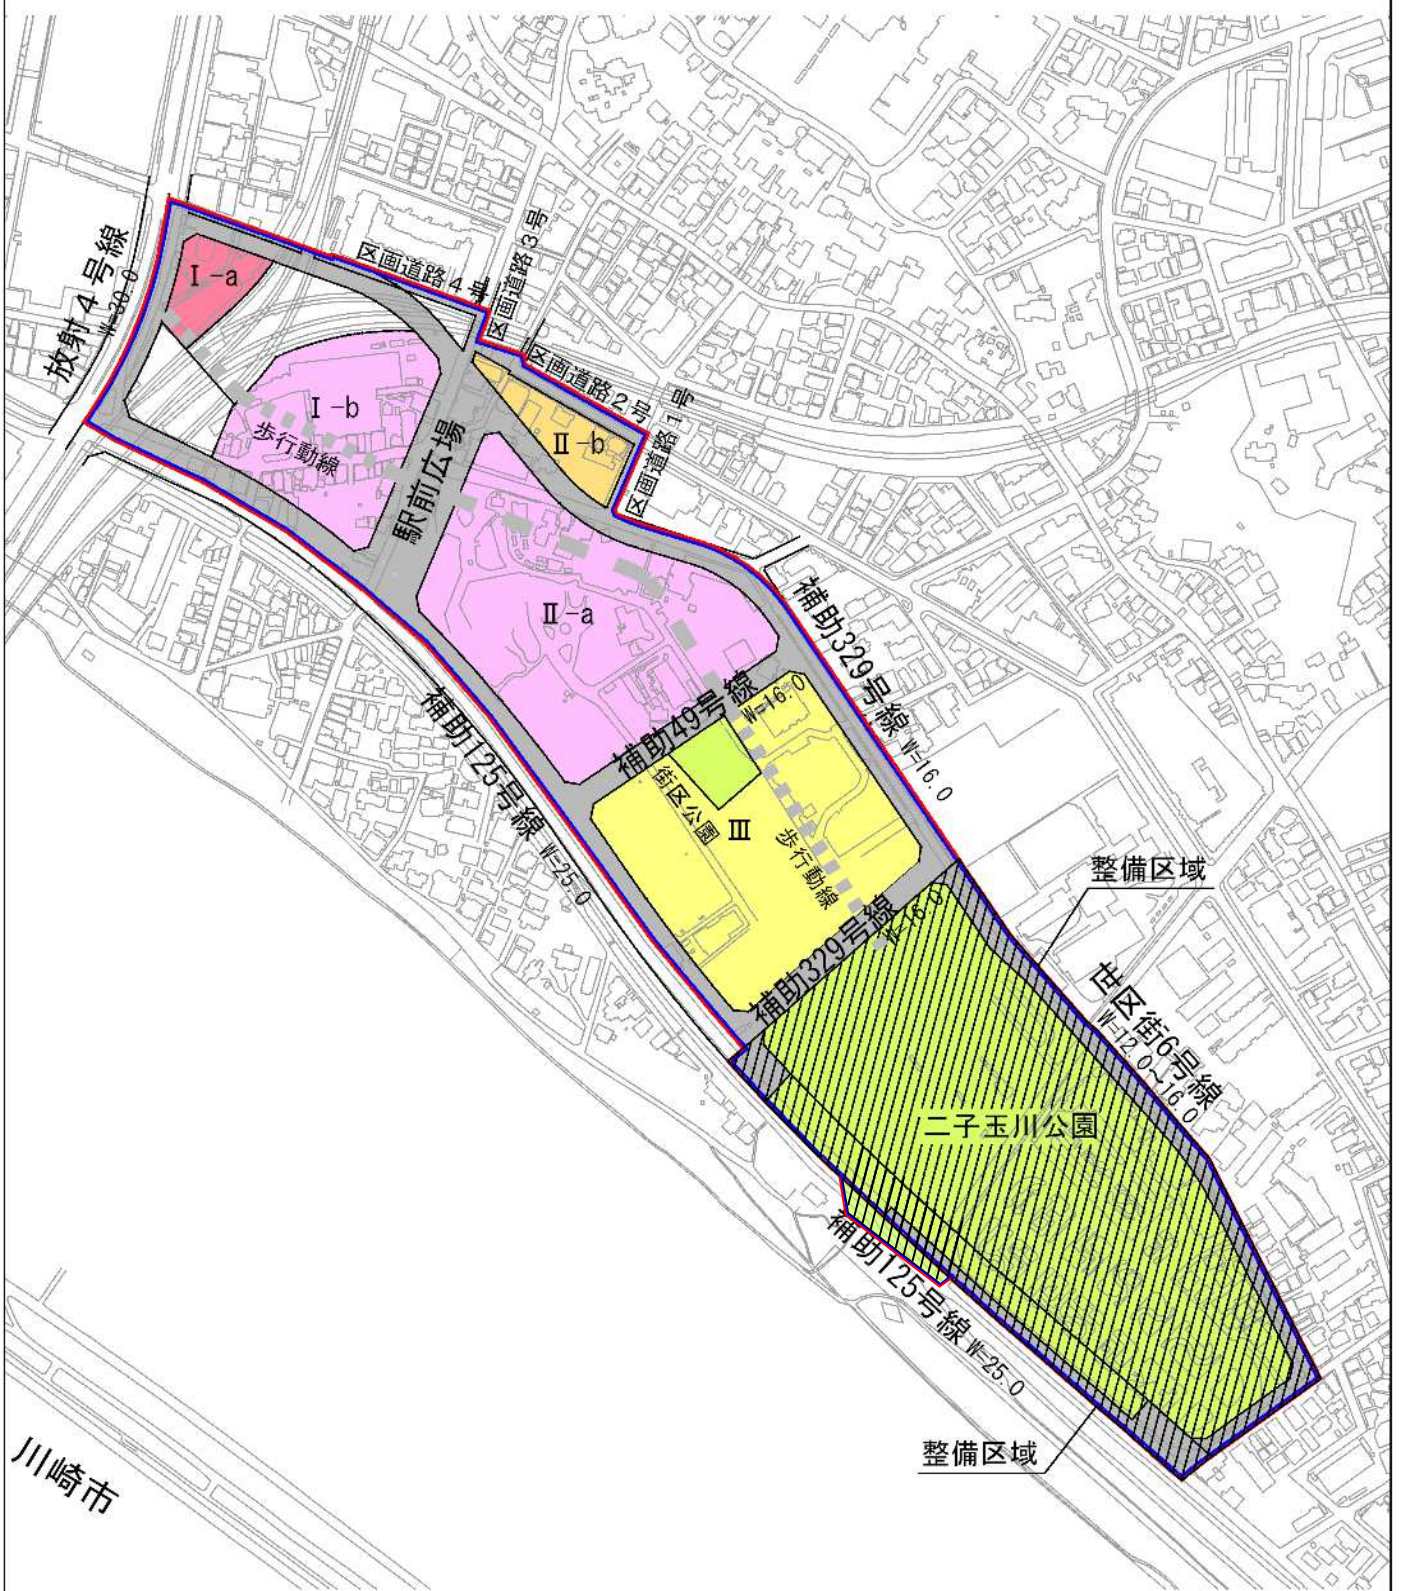 放射4号線
W=30.0
区画道路4号
区画道路3号
区画道路2号
区画道路1号
Ⅰ-a
Ⅰ-b
歩行動線
駅前広場
Ⅱ-b
Ⅱ-a
補助329号線 W=16.0
補助49号線
W=16.0
補助125号線 W=25.0
街区公園
Ⅲ
歩行動線
補助329号線
W=16.0
整備区域
世区街6号線
W=12.0~16.0
二子玉川公園
補助125号線 W=25.0
整備区域
川崎市